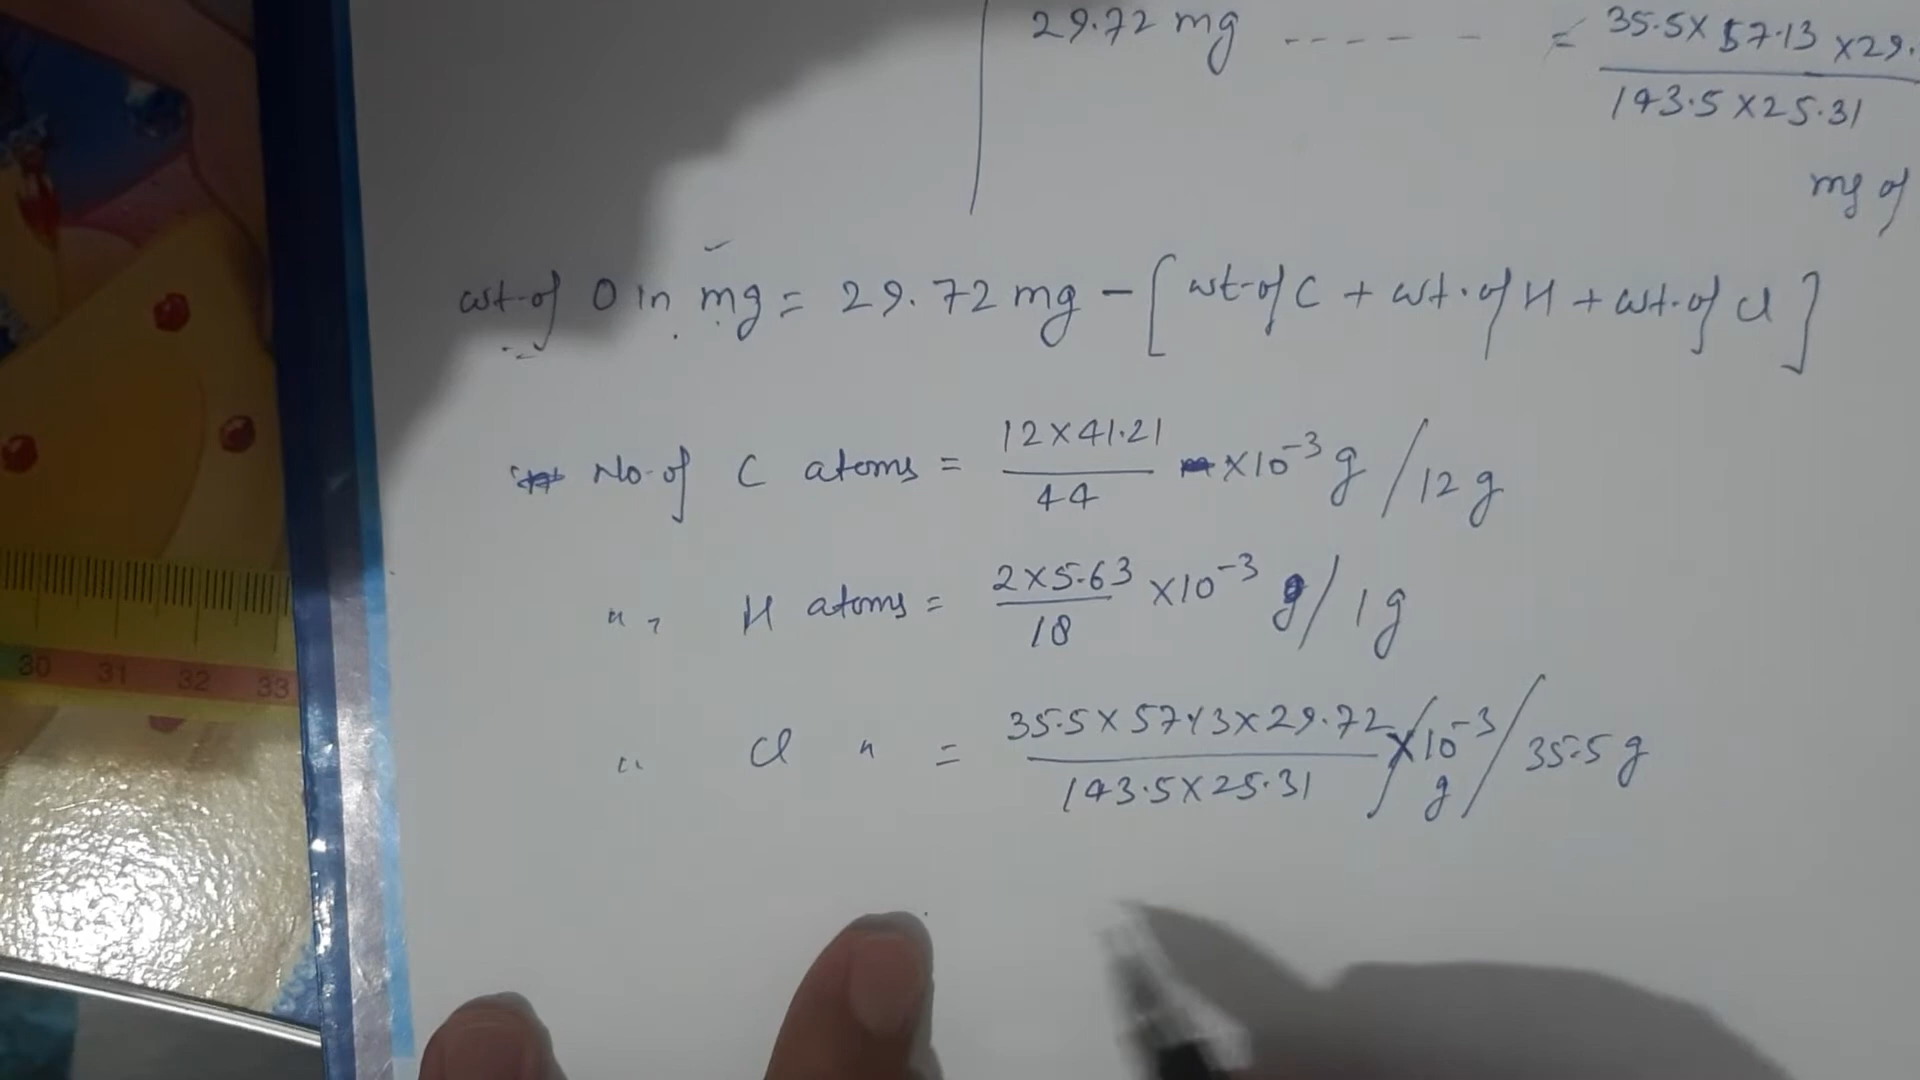 29.72 mg ----- = 35.5 x 57.13 x 29.
143.5 x 25.31
mg of
wt. of O in mg = 29.72 mg - [wt. of C + wt. of H + wt. of Cl]
No. of C atoms = 12 x 41.21 / 44 x 10⁻³ g / 12 g
" , H atoms = 2 x 5.63 / 18 x 10⁻³ g / 1 g
" Cl " = 35.5 x 57.13 x 29.72 / 143.5 x 25.31 x 10⁻³ g / 35.5 g
30 31 32 33